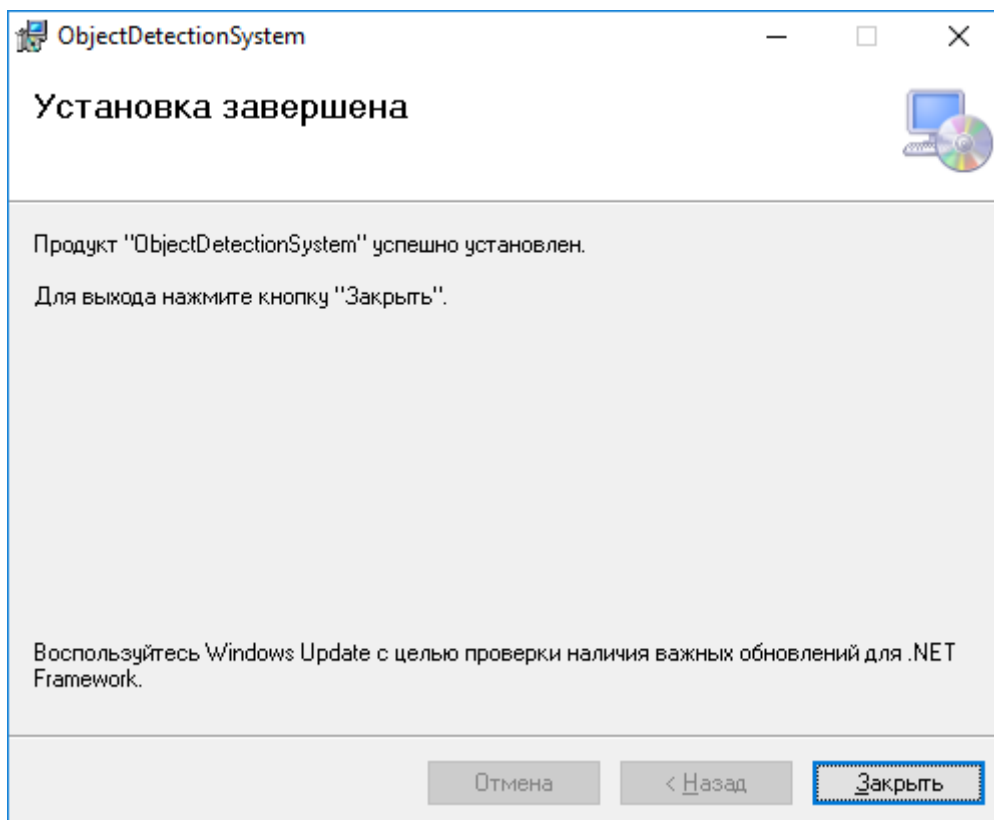 ObjectDetectionSystem
Установка завершена
Продукт "ObjectDetectionSystem" успешно установлен.
Для выхода нажмите кнопку "Закрыть".
Воспользуйтесь Windows Update с целью проверки наличия важных обновлений для .NET
Framework.
Отмена < Назад Закрыть